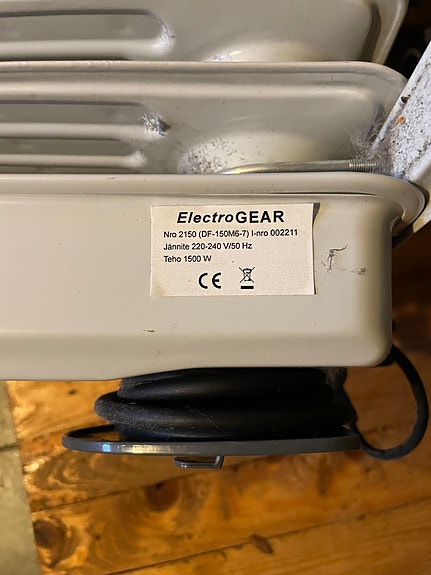 ElectroGEAR
Nro 2150 (DF-150M6-7) I-nro 002211
Jännite 220-240 V/50 Hz
Teho 1500 W
CE